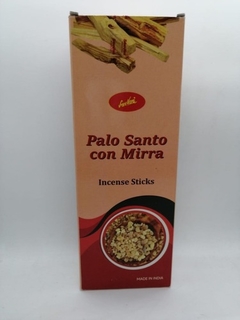 Palo Santo
con Mirra
Incense Sticks
MADE IN INDIA